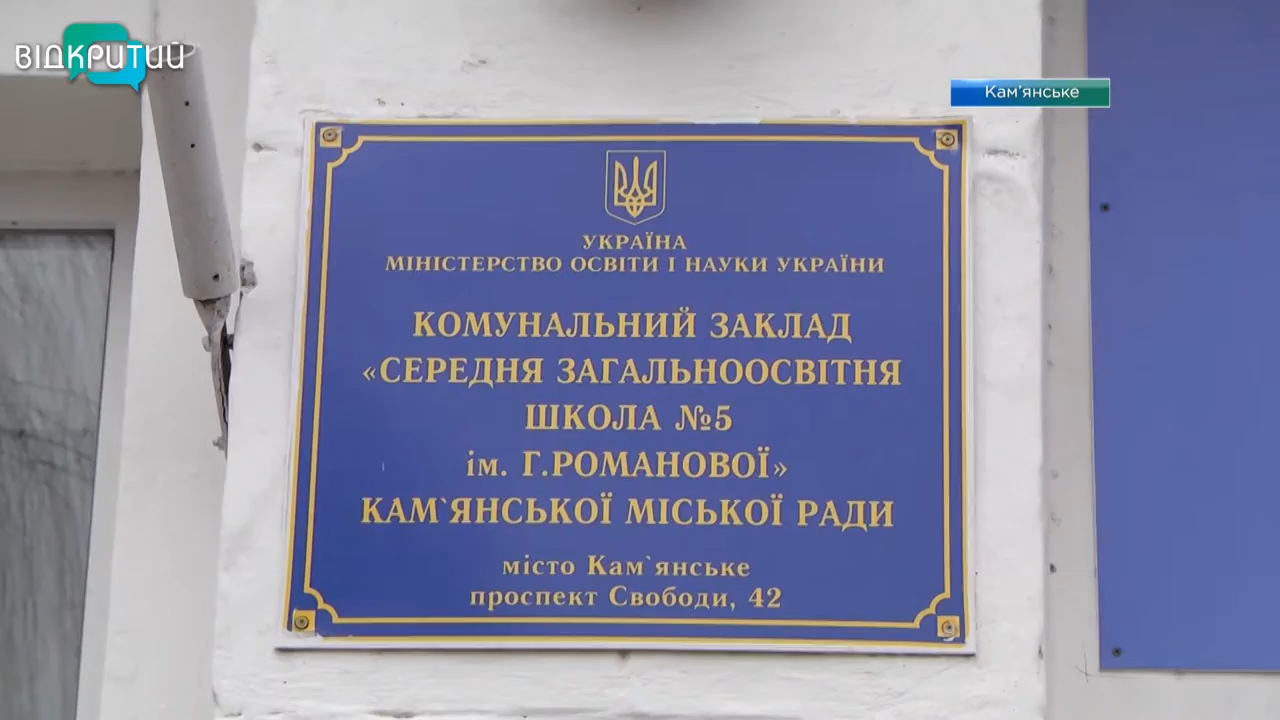 ВІДКРИТИЙ
Кам'янське
УКРАЇНА
МІНІСТЕРСТВО ОСВІТИ І НАУКИ УКРАЇНИ
КОМУНАЛЬНИЙ ЗАКЛАД
«СЕРЕДНЯ ЗАГАЛЬНООСВІТНЯ
ШКОЛА №5
ім. Г.РОМАНОВОЇ»
КАМ`ЯНСЬКОЇ МІСЬКОЇ РАДИ
місто Кам`янське
проспект Свободи, 42